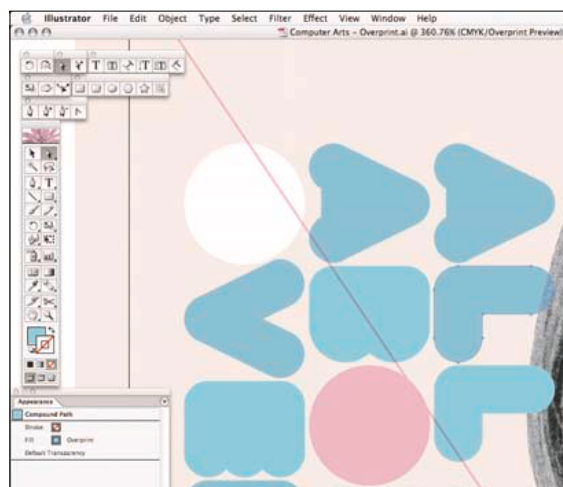 Illustrator File Edit Object Type Select Filter Effect View Window Help
Computer Arts - Overprint.ai @ 360.76% (CMYK/Overprint Preview)
Appearance
Compound Path
Stroke:
Fill: Overprint
Default Transparency